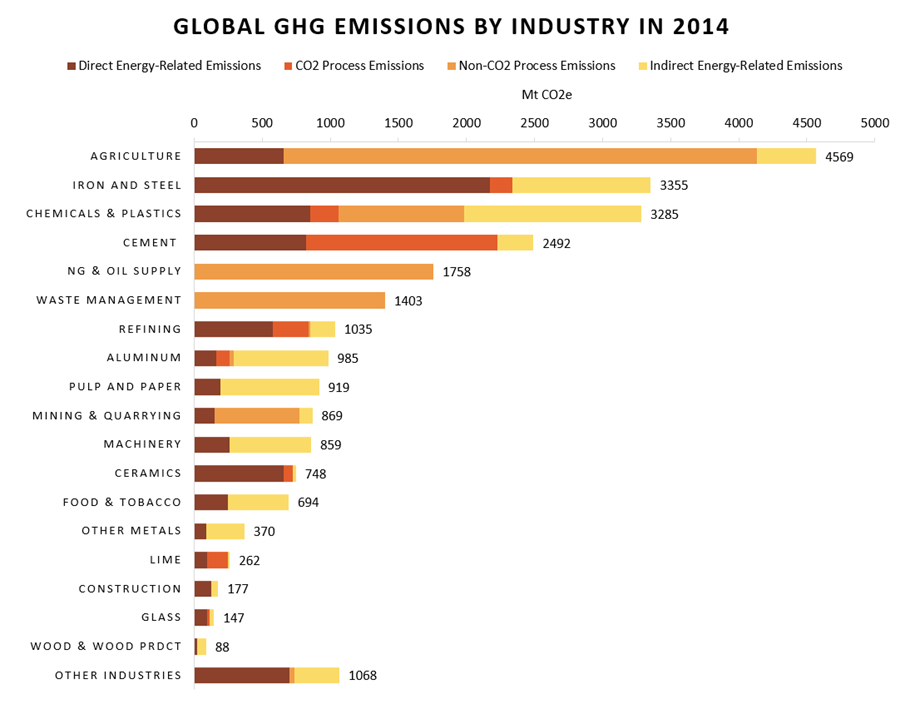 GLOBAL GHG EMISSIONS BY INDUSTRY IN 2014
Direct Energy-Related Emissions CO2 Process Emissions Non-CO2 Process Emissions Indirect Energy-Related Emissions
Mt CO2e
0 500 1000 1500 2000 2500 3000 3500 4000 4500 5000
AGRICULTURE 4569
IRON AND STEEL 3355
CHEMICALS & PLASTICS 3285
CEMENT 2492
NG & OIL SUPPLY 1758
WASTE MANAGEMENT 1403
REFINING 1035
ALUMINUM 985
PULP AND PAPER 919
MINING & QUARRYING 869
MACHINERY 859
CERAMICS 748
FOOD & TOBACCO 694
OTHER METALS 370
LIME 262
CONSTRUCTION 177
GLASS 147
WOOD & WOOD PRDCT 88
OTHER INDUSTRIES 1068